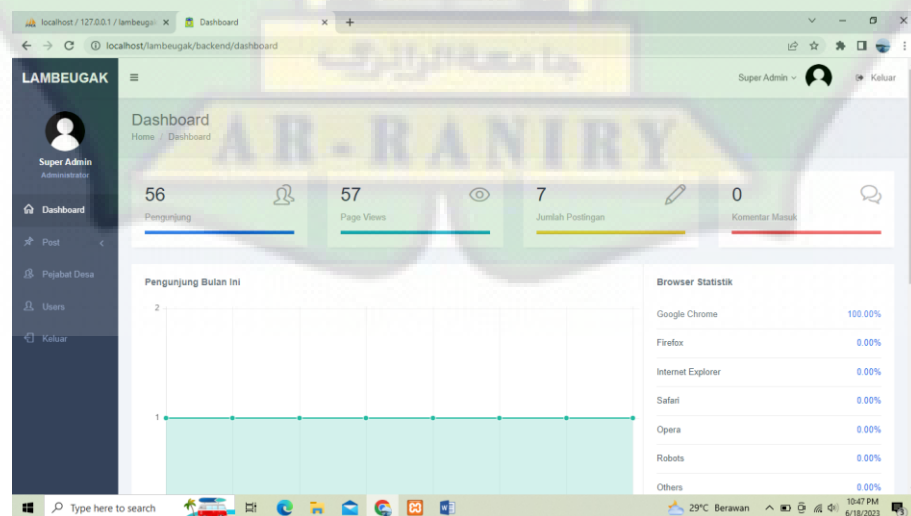 localhost / 127.0.0.1 / lambeugak
Dashboard
localhost/lambeugak/backend/dashboard
LAMBEUGAK
Super Admin
Keluar
Super Admin
Administrator
Dashboard
Post
Pejabat Desa
Users
Keluar
Dashboard
Home / Dashboard
جامعة الرانري
AR-RANIRY
56
Pengunjung
57
Page Views
7
Jumlah Postingan
0
Komentar Masuk
Pengunjung Bulan Ini
2
1
Browser Statistik
Google Chrome 100.00%
Firefox 0.00%
Internet Explorer 0.00%
Safari 0.00%
Opera 0.00%
Robots 0.00%
Others 0.00%
Type here to search
29°C Berawan
10:47 PM
6/18/2023